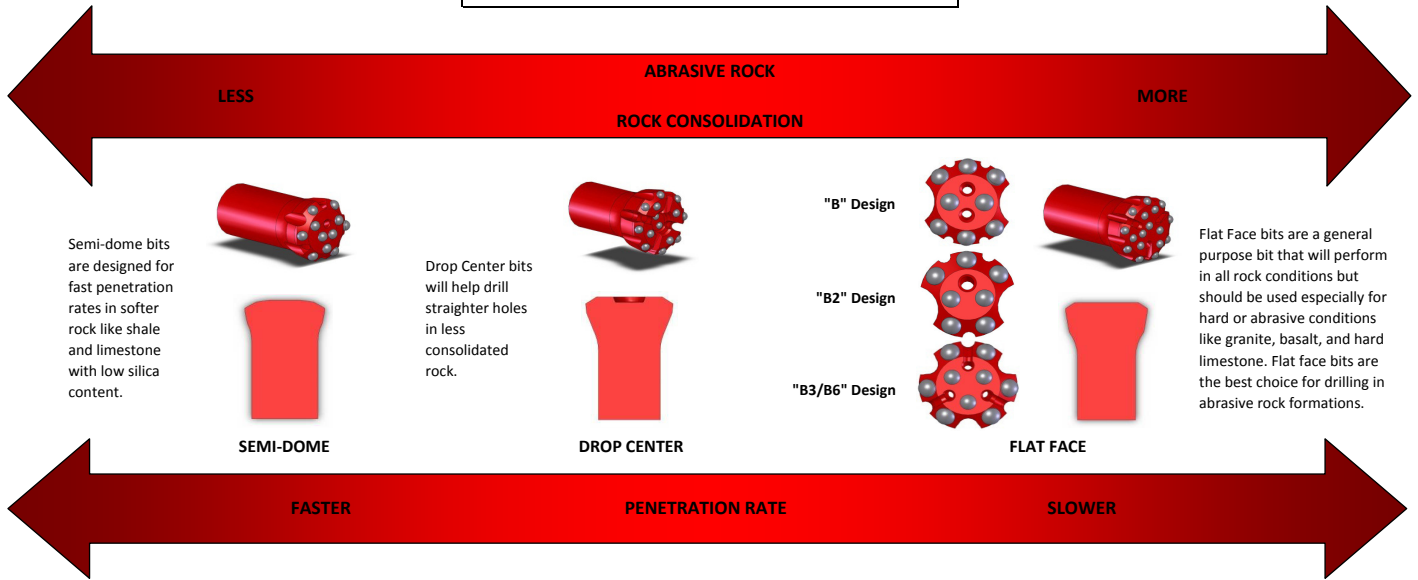 ABRASIVE ROCK
LESS
MORE
ROCK CONSOLIDATION
Semi-dome bits
are designed for
fast penetration
rates in softer
rock like shale
and limestone
with low silica
content.
SEMI-DOME
Drop Center bits
will help drill
straighter holes
in less
consolidated
rock.
DROP CENTER
"B" Design
"B2" Design
"B3/B6" Design
FLAT FACE
Flat Face bits are a general
purpose bit that will perform
in all rock conditions but
should be used especially for
hard or abrasive conditions
like granite, basalt, and hard
limestone. Flat face bits are
the best choice for drilling in
abrasive rock formations.
FASTER
PENETRATION RATE
SLOWER